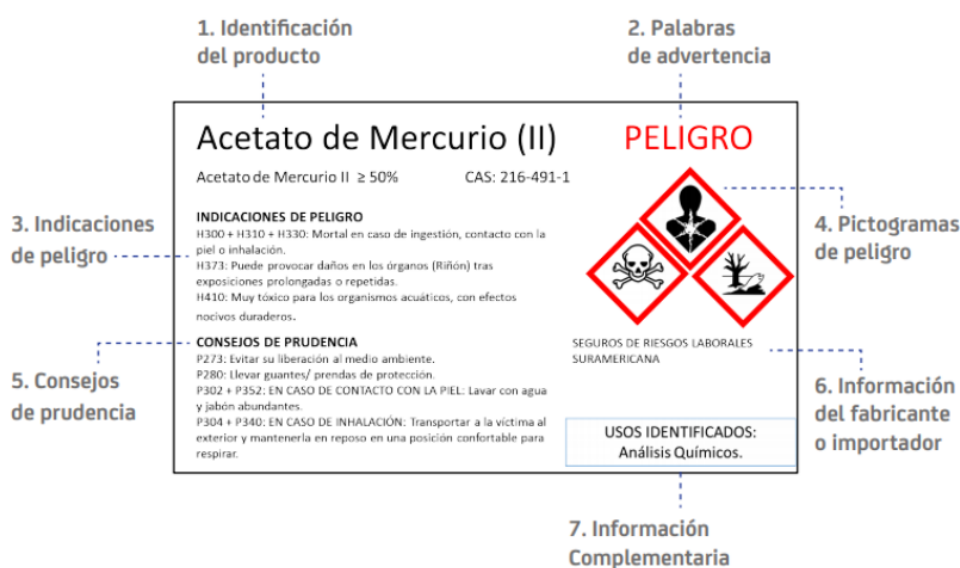 1. Identificación
del producto
2. Palabras
de advertencia
Acetato de Mercurio (II)
PELIGRO
Acetato de Mercurio II ≥ 50%
CAS: 216-491-1
3. Indicaciones
de peligro
INDICACIONES DE PELIGRO
H300 + H310 + H330: Mortal en caso de ingestión, contacto con la
piel o inhalación.
H373: Puede provocar daños en los órganos (Riñón) tras
exposiciones prolongadas o repetidas.
H410: Muy tóxico para los organismos acuáticos, con efectos
nocivos duraderos.
4. Pictogramas
de peligro
5. Consejos
de prudencia
CONSEJOS DE PRUDENCIA
P273: Evitar su liberación al medio ambiente.
P280: Llevar guantes/ prendas de protección.
P302 + P352: EN CASO DE CONTACTO CON LA PIEL: Lavar con agua
y jabón abundantes.
P304 + P340: EN CASO DE INHALACIÓN: Transportar a la víctima al
exterior y mantenerla en reposo en una posición confortable para
respirar.
SEGUROS DE RIESGOS LABORALES
SURAMERICANA
6. Información
del fabricante
o importador
USOS IDENTIFICADOS:
Análisis Químicos.
7. Información
Complementaria